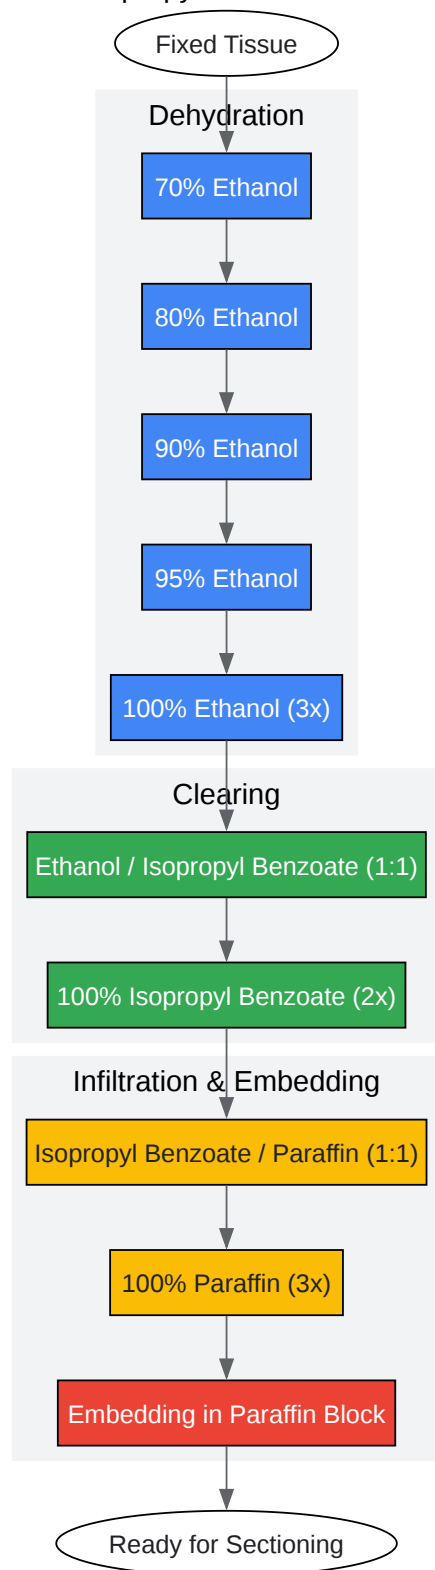 Fixed Tissue
Dehydration
70% Ethanol
80% Ethanol
90% Ethanol
95% Ethanol
100% Ethanol (3x)
Clearing
Ethanol / Isopropyl Benzoate (1:1)
100% Isopropyl Benzoate (2x)
Infiltration & Embedding
Isopropyl Benzoate / Paraffin (1:1)
100% Paraffin (3x)
Embedding in Paraffin Block
Ready for Sectioning